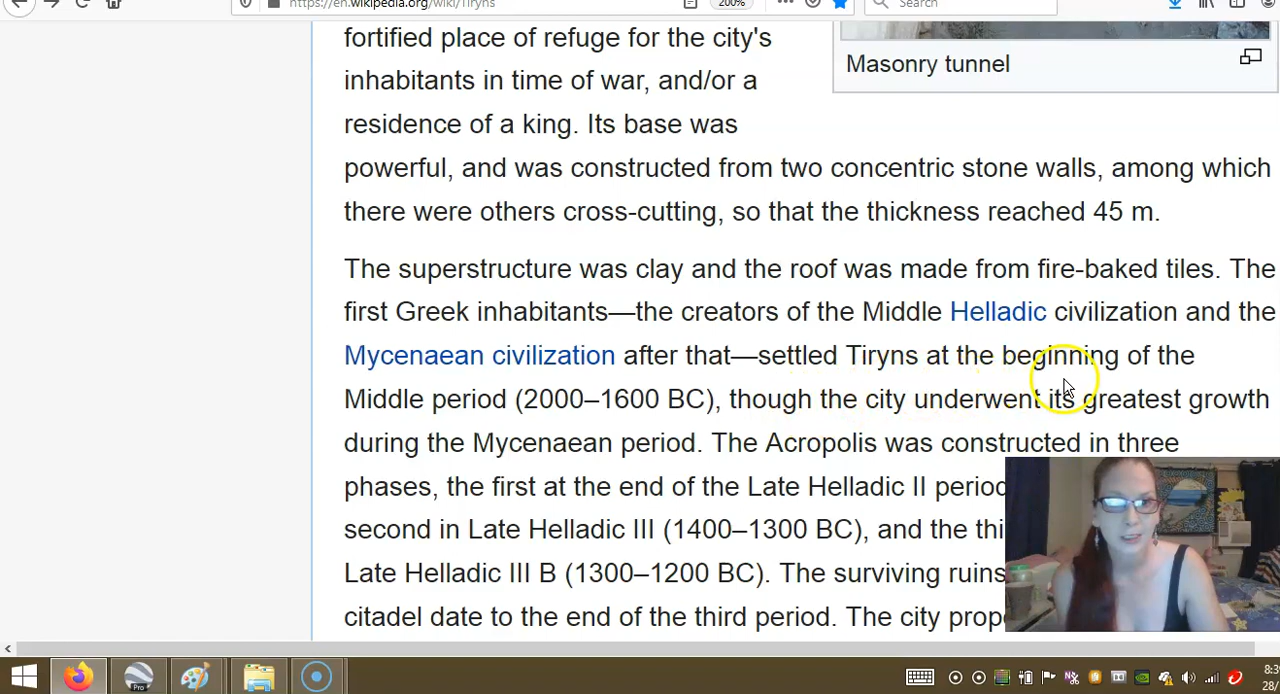 https://en.wikipedia.org/wiki/Tiryns
200%
Search
fortified place of refuge for the city's
inhabitants in time of war, and/or a
residence of a king. Its base was
Masonry tunnel
powerful, and was constructed from two concentric stone walls, among which
there were others cross-cutting, so that the thickness reached 45 m.
The superstructure was clay and the roof was made from fire-baked tiles. The
first Greek inhabitants—the creators of the Middle Helladic civilization and the
Mycenaean civilization after that—settled Tiryns at the beginning of the
Middle period (2000–1600 BC), though the city underwent its greatest growth
during the Mycenaean period. The Acropolis was constructed in three
phases, the first at the end of the Late Helladic II period
second in Late Helladic III (1400–1300 BC), and the thi
Late Helladic III B (1300–1200 BC). The surviving ruins
citadel date to the end of the third period. The city prope
Pro
8:3
28/